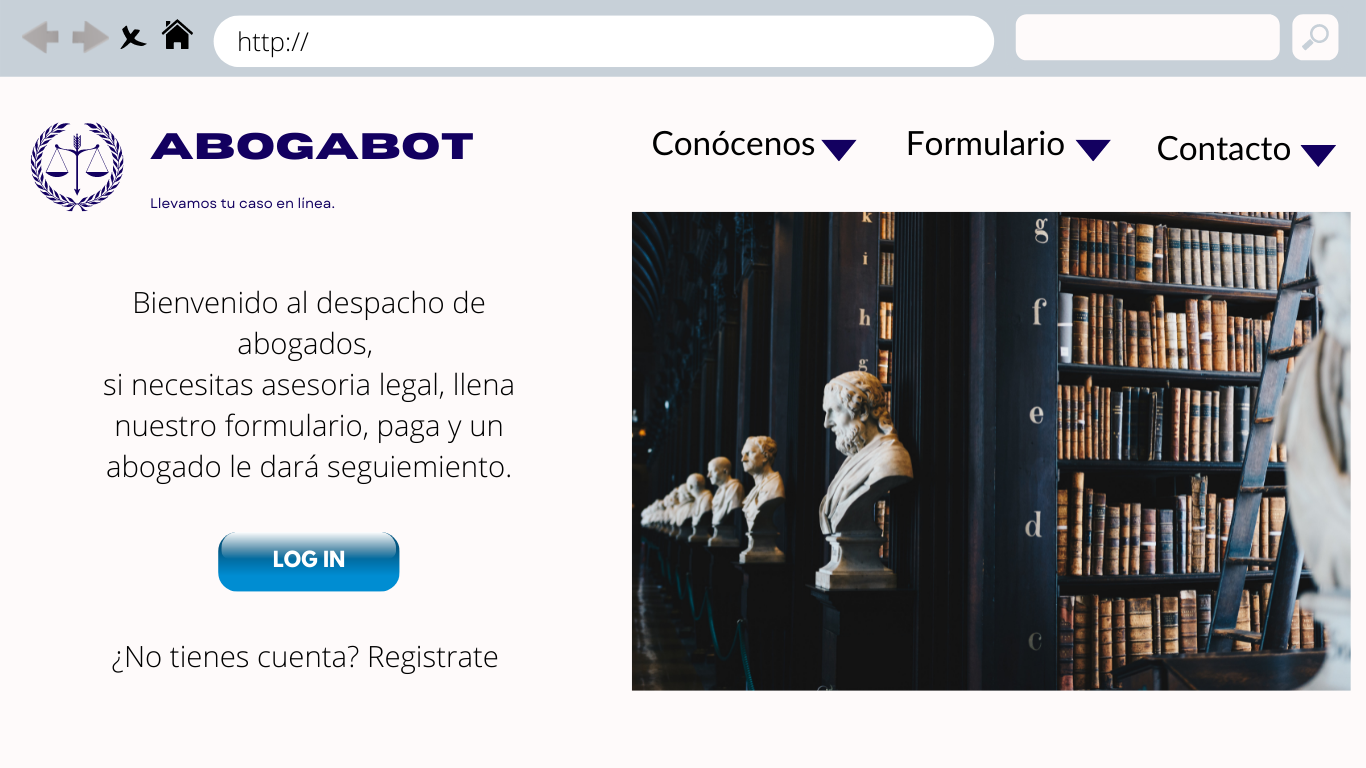 http://
ABOGABOT
Llevamos tu caso en línea.
Conócenos
Formulario
Contacto
Bienvenido al despacho de
abogados,
si necesitas asesoria legal, llena
nuestro formulario, paga y un
abogado le dará seguiemiento.
LOG IN
¿No tienes cuenta? Registrate
k
i
h
g
g
f
e
d
c